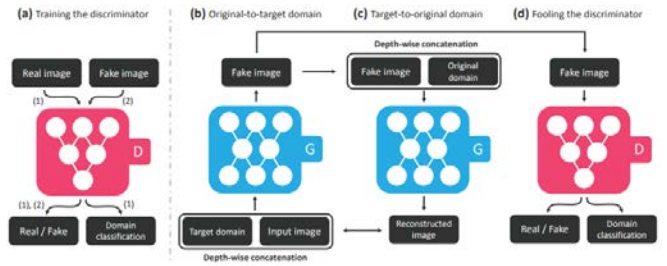 (a) Training the discriminator
(b) Original-to-target domain
(c) Target-to-original domain
(d) Fooling the discriminator
Real image
Fake image
(1)
(2)
D
(1), (2)
(1)
Real / Fake
Domain
classification
Fake image
G
Target domain
Input image
Depth-wise concatenation
Depth-wise concatenation
Fake image
Original
domain
G
Reconstructed
image
Fake image
D
Real / Fake
Domain
classification